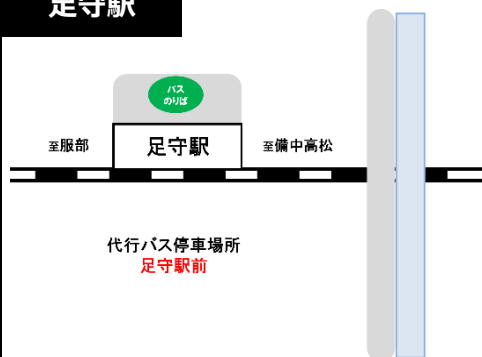 足守駅
バス
のりば
至服部
足守駅
至備中高松
代行バス停車場所
足守駅前